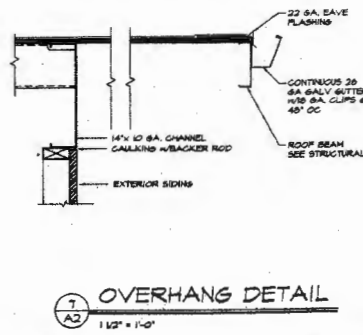 22 GA. EAVE
FLASHING
CONTINUOUS 26
GA GALV GUTTE
W/18 GA. CLIPS @
48" OC
14" X 10 GA. CHANNEL
CAULKING W/BACKER ROD
ROOF BEAM
SEE STRUCTURAL
EXTERIOR SIDING
7
A2
OVERHANG DETAIL
1 1/2" = 1'-0"